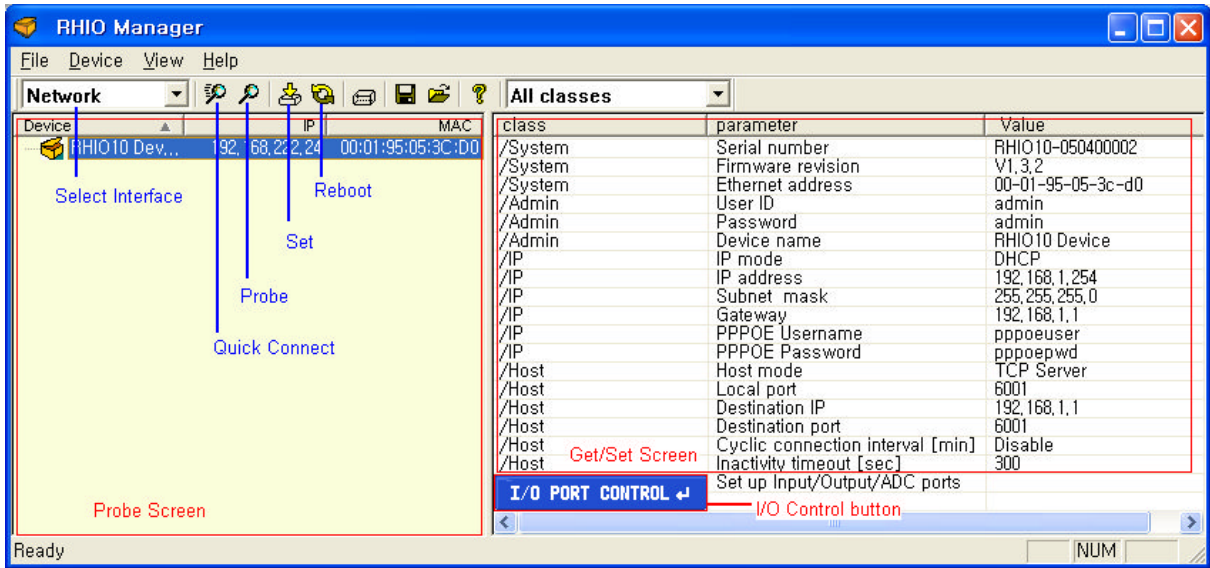 RHIO Manager
File Device View Help
Network All classes
Device IP MAC
RHIO10 Dev... 192,168,222,24 00:01:95:05:3C:D0
Select Interface
Reboot
Set
Probe
Quick Connect
Probe Screen
class parameter Value
/System Serial number RHIO10-050400002
/System Firmware revision V1,3,2
/System Ethernet address 00-01-95-05-3c-d0
/Admin User ID admin
/Admin Password admin
/Admin Device name RHIO10 Device
/IP IP mode DHCP
/IP IP address 192,168,1,254
/IP Subnet mask 255,255,255,0
/IP Gateway 192,168,1,1
/IP PPPOE Username pppoeuser
/IP PPPOE Password pppoepwd
/Host Host mode TCP Server
/Host Local port 6001
/Host Destination IP 192,168,1,1
/Host Destination port 6001
/Host Cyclic connection interval [min] Disable
/Host Inactivity timeout [sec] 300
Get/Set Screen
I/O PORT CONTROL ↵ Set up Input/Output/ADC ports
I/O Control button
Ready NUM